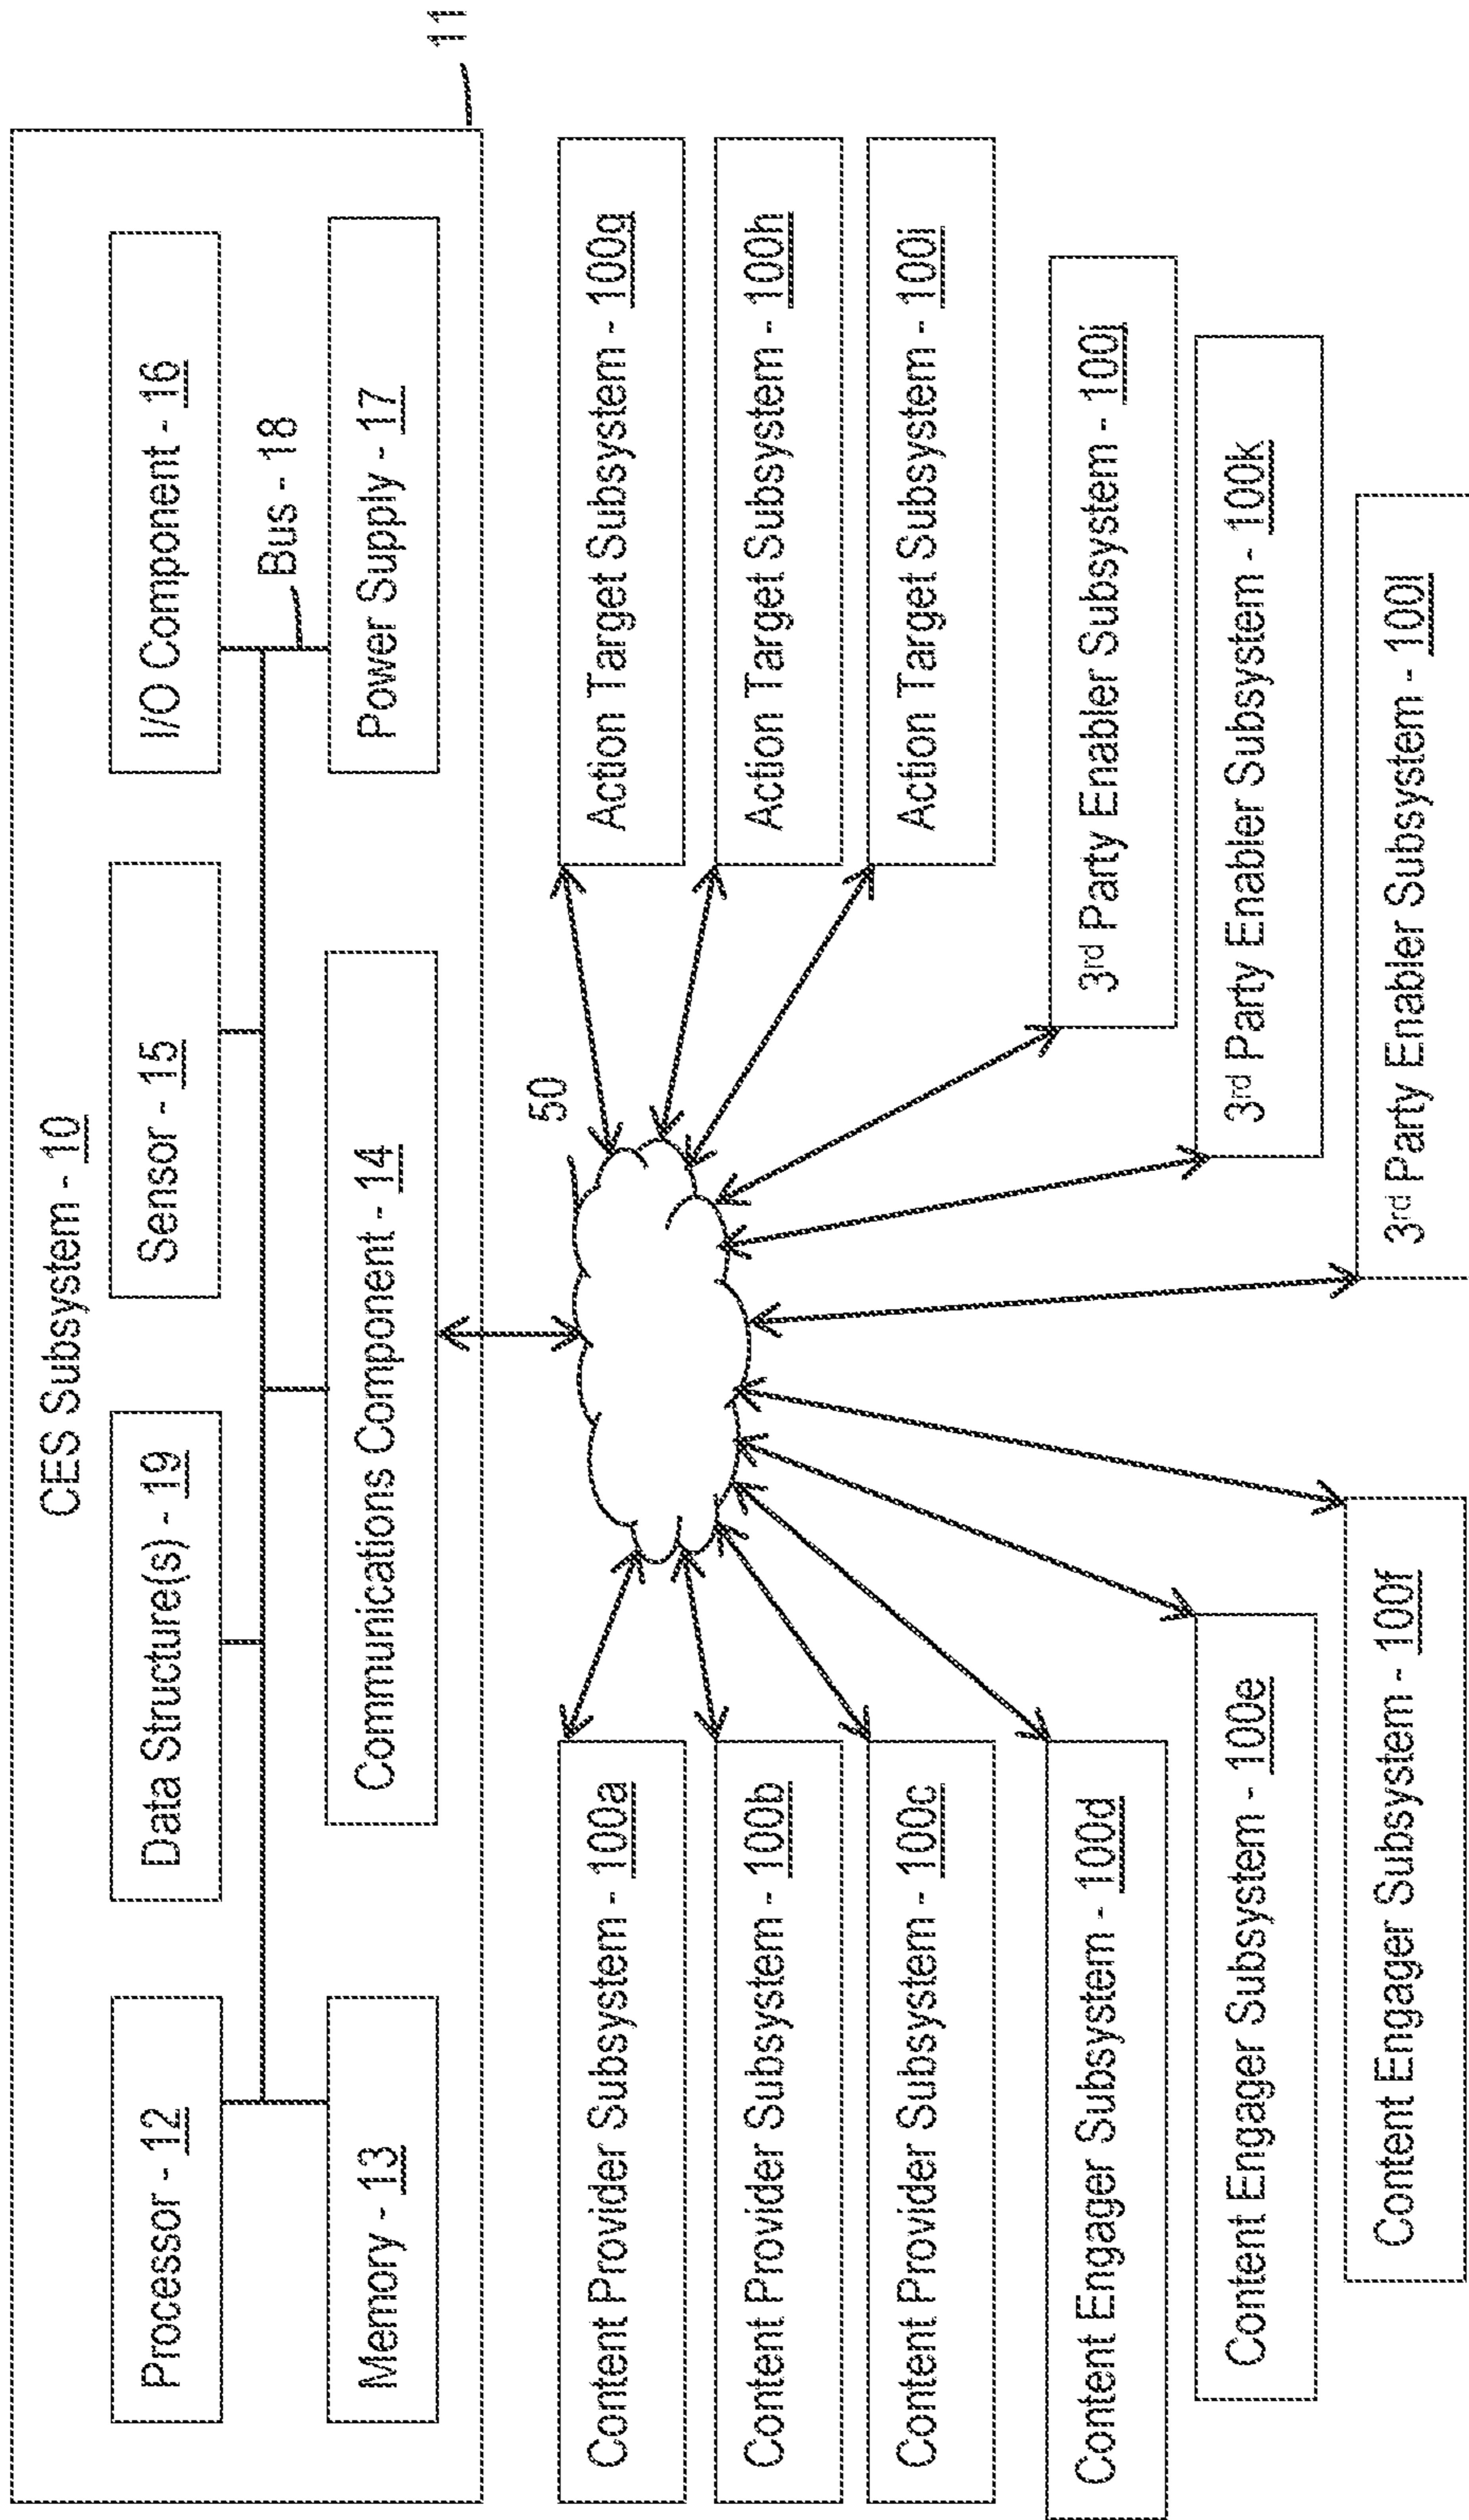 CES Subsystem - 10
11
Processor - 12
Data Structure(s) - 19
Sensor - 15
I/O Component - 16
Bus - 18
Memory - 13
Communications Component - 14
Power Supply - 17
50
Content Provider Subsystem - 100a
Content Provider Subsystem - 100b
Content Provider Subsystem - 100c
Content Engager Subsystem - 100d
Content Engager Subsystem - 100e
Content Engager Subsystem - 100f
Action Target Subsystem - 100g
Action Target Subsystem - 100h
Action Target Subsystem - 100i
3rd Party Enabler Subsystem - 100j
3rd Party Enabler Subsystem - 100k
3rd Party Enabler Subsystem - 100l